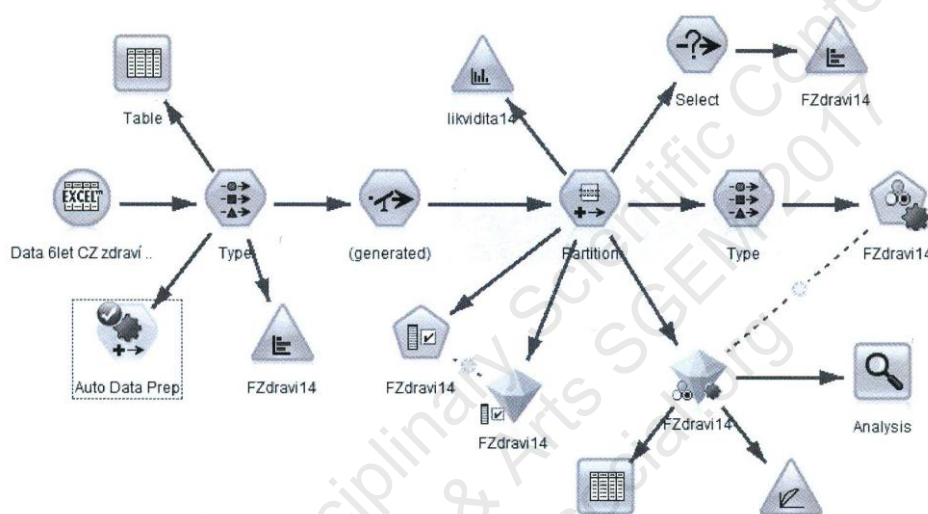 Table
likvidita14
Select
FZdravi14
EXCEL
Data 6let CZ zdraví ..
Type
(generated)
Partition
Type
FZdravi14
Auto Data Prep
FZdravi14
FZdravi14
FZdravi14
FZdravi14
Analysis